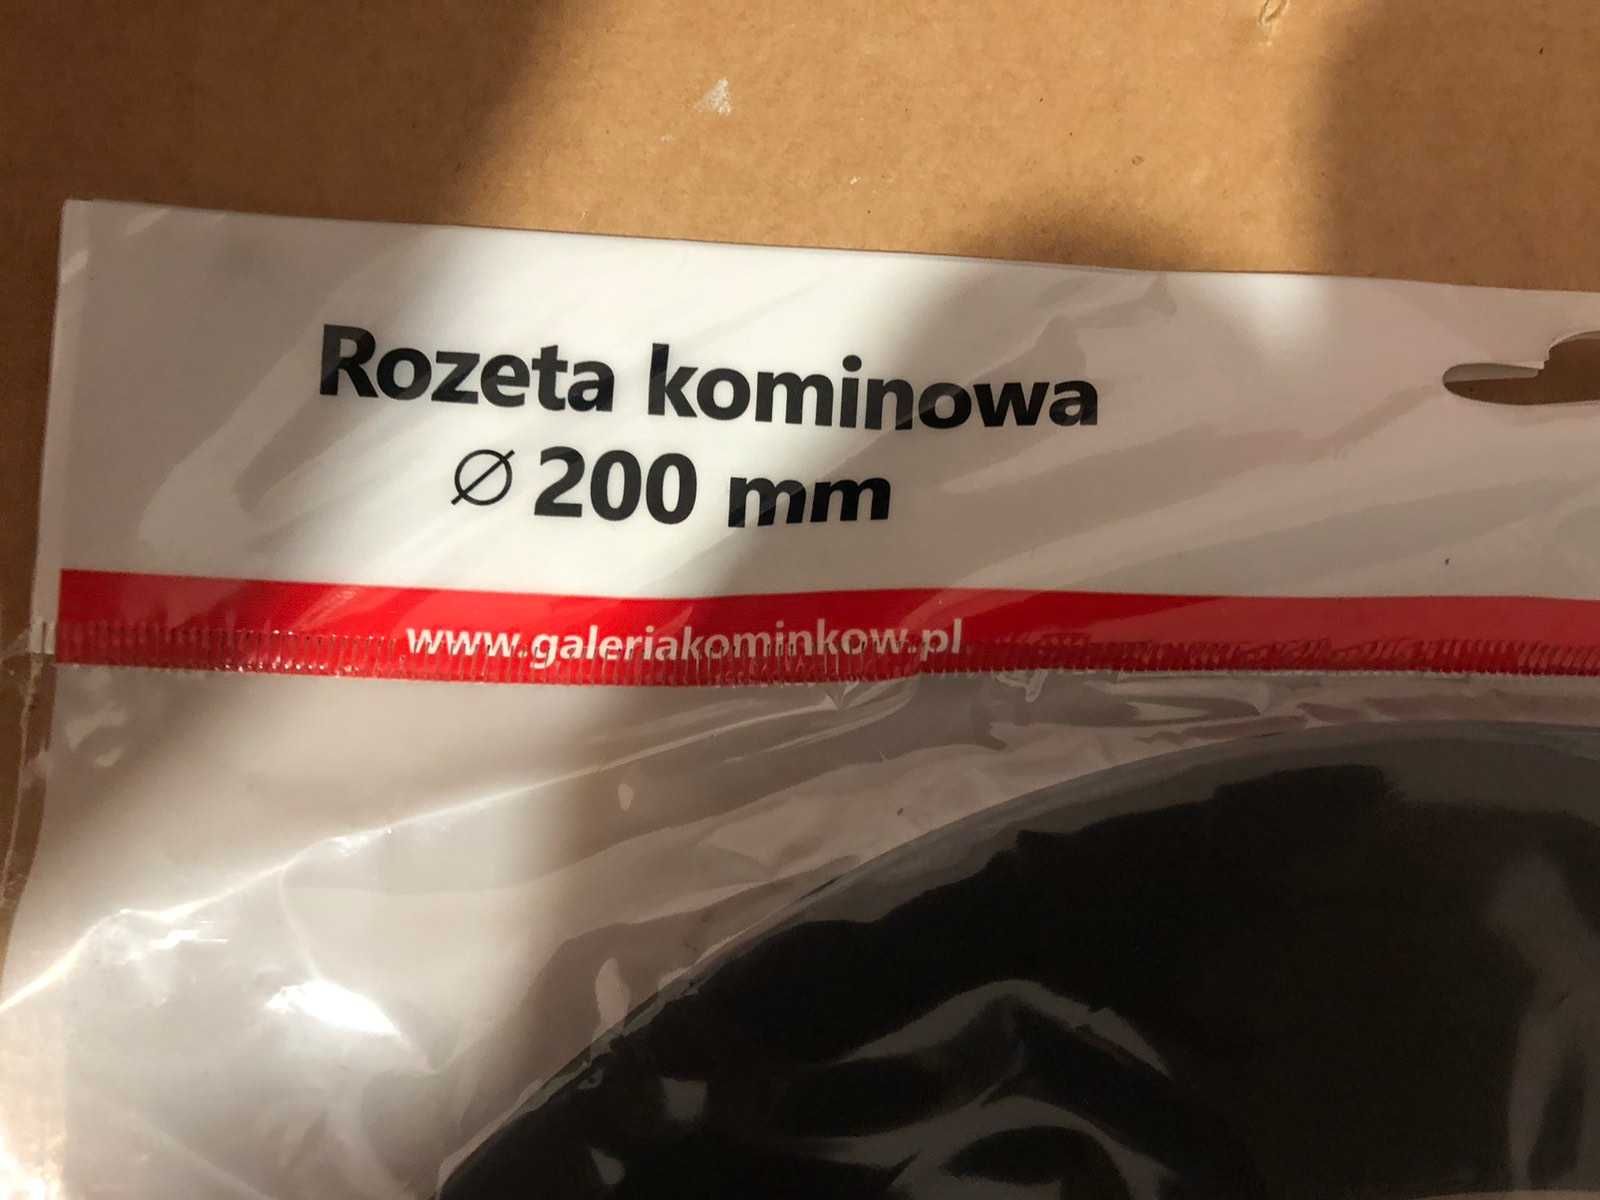 Rozeta kominowa
⌀ 200 mm
www.galeriakominkow.pl